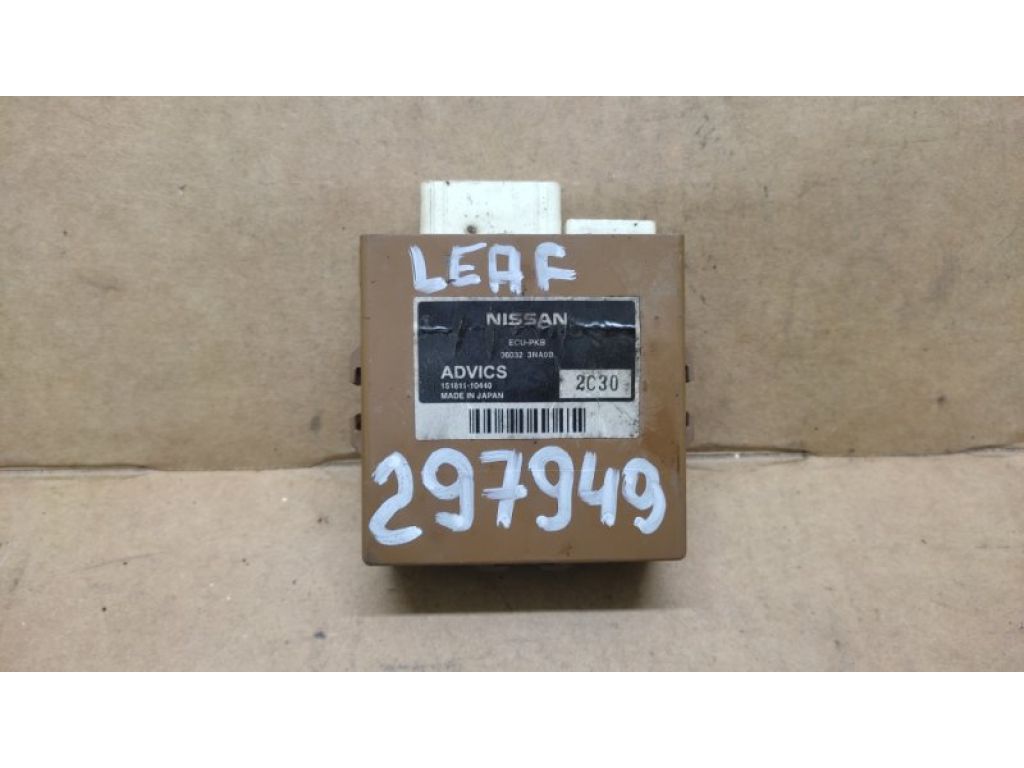 LEAF
NISSAN
ECU-PKB
36032 3NA0B
ADVICS
151811-10440
2C30
MADE IN JAPAN
297949